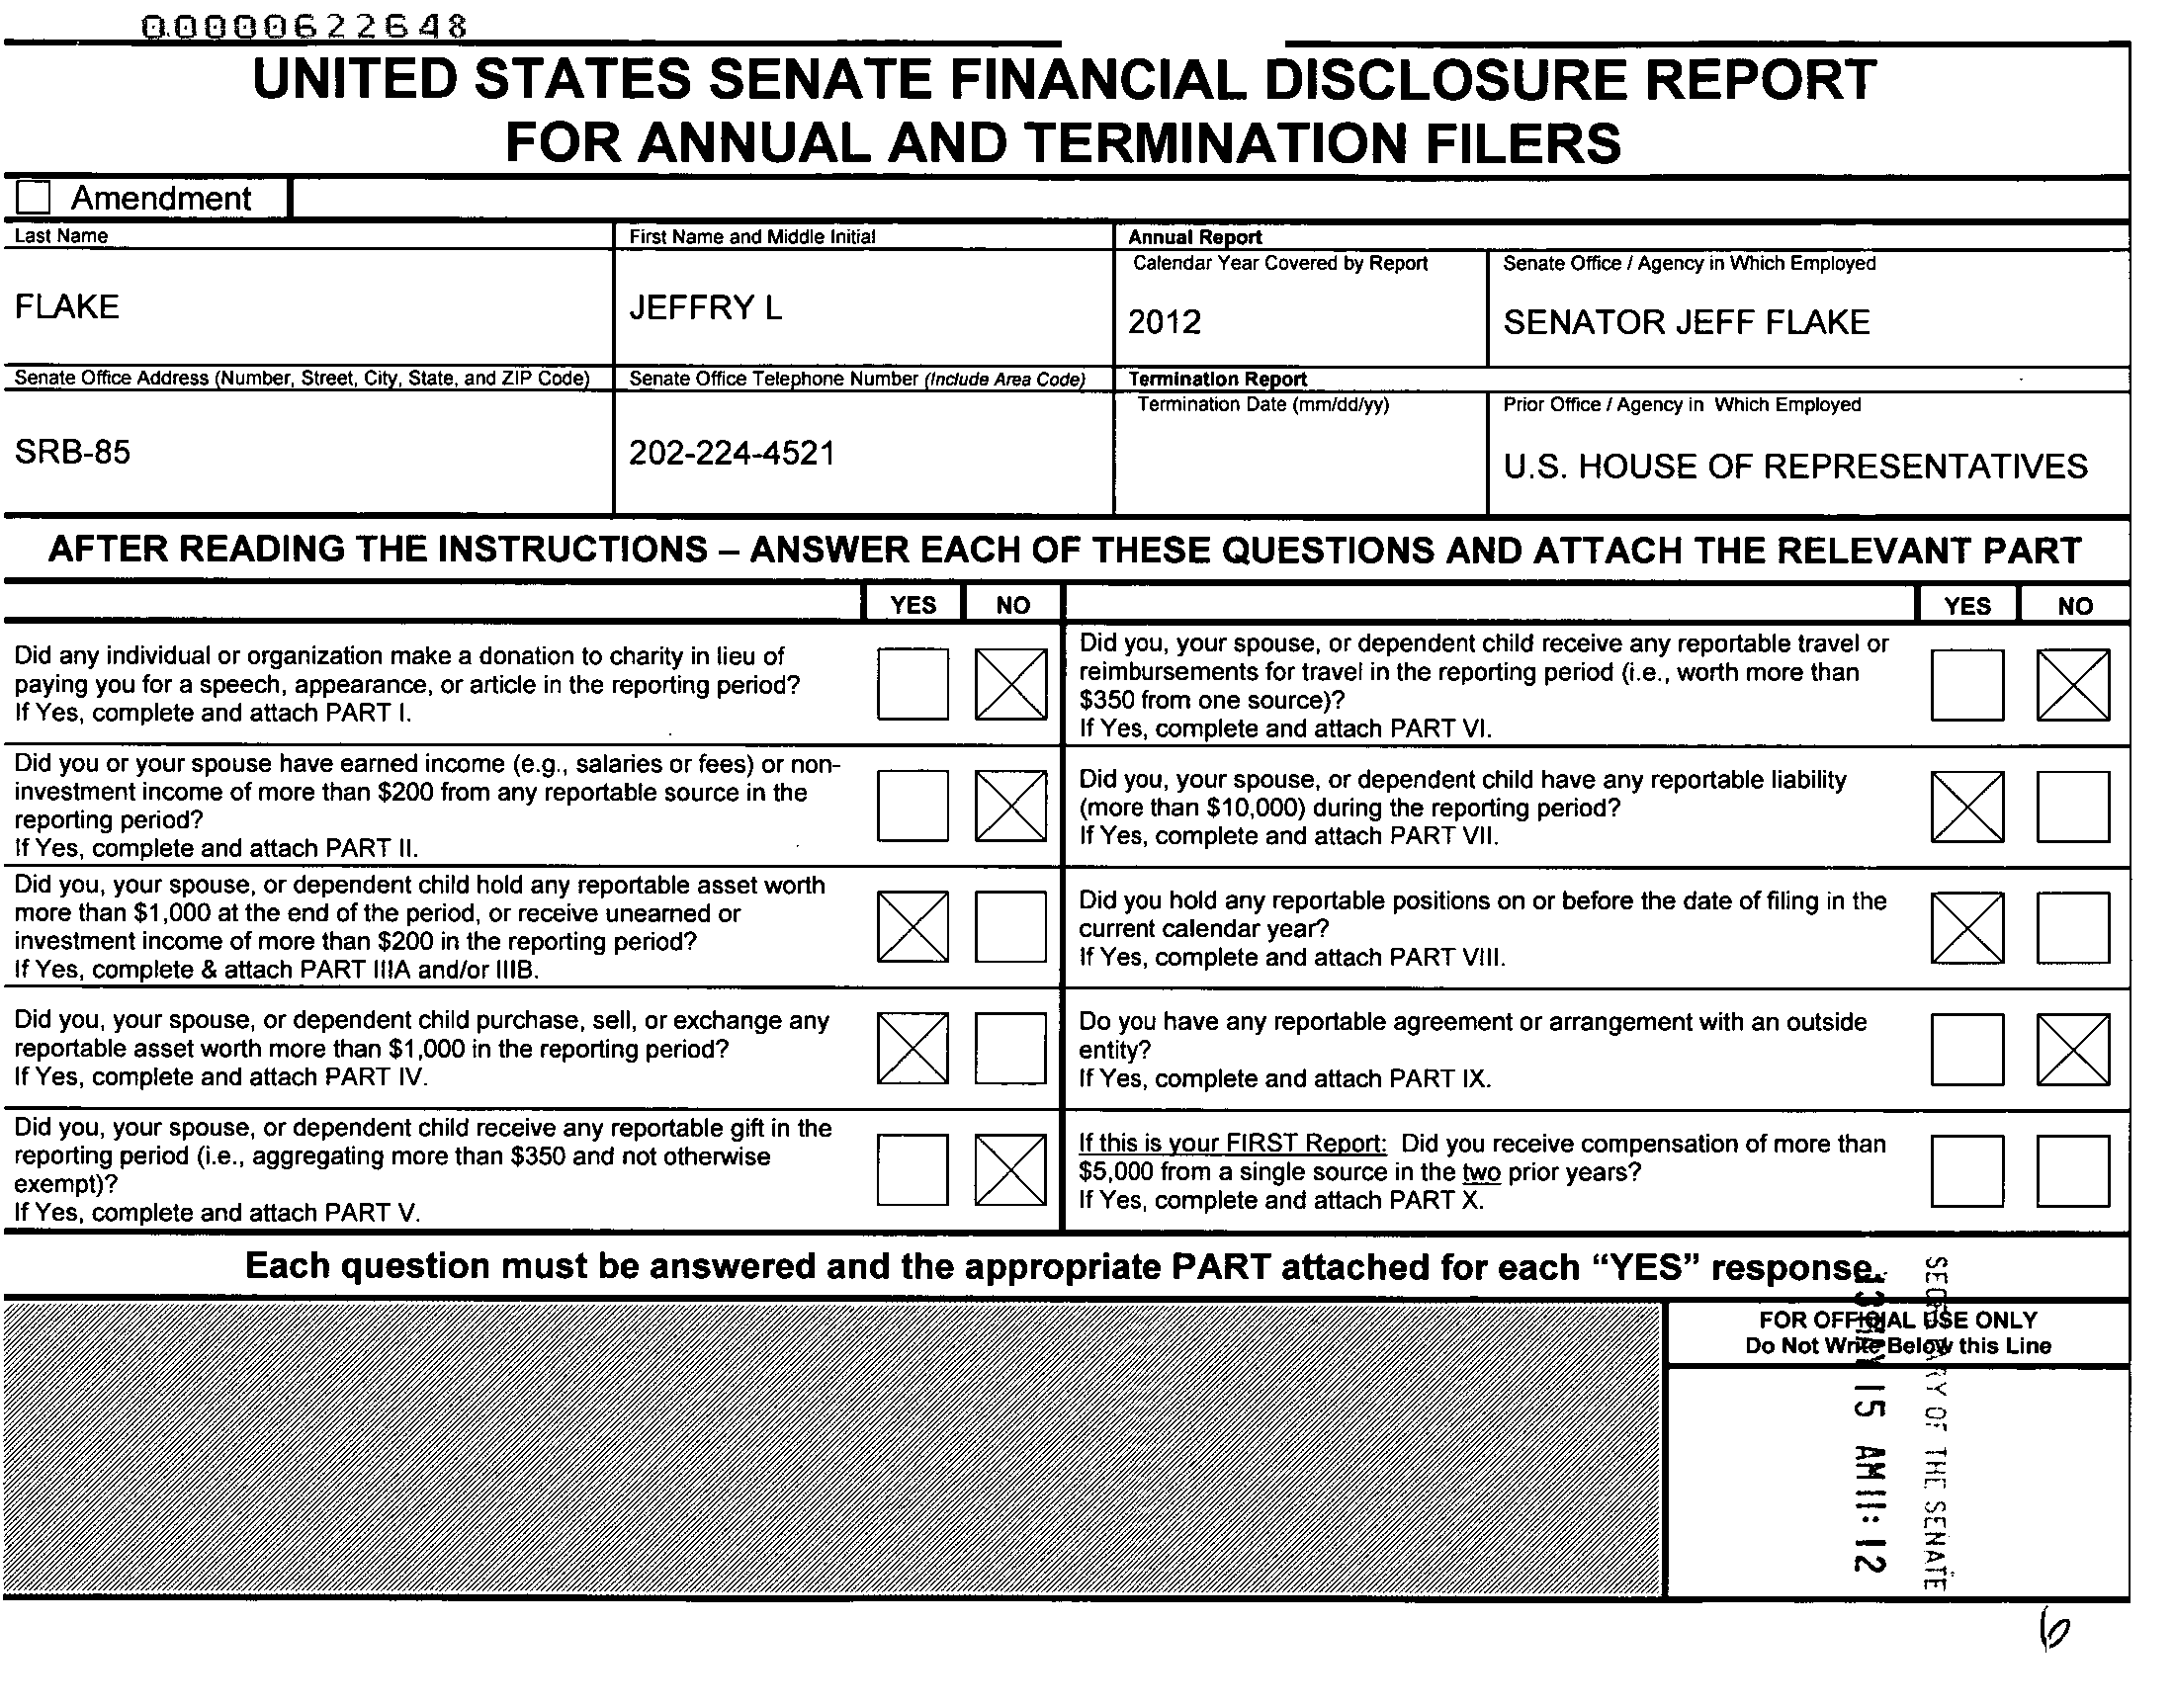 00000622648
UNITED STATES SENATE FINANCIAL DISCLOSURE REPORT
FOR ANNUAL AND TERMINATION FILERS
Amendment
Last Name
First Name and Middle Initial
Annual Report
Calendar Year Covered by Report
Senate Office / Agency in Which Employed
FLAKE
JEFFRY L
2012
SENATOR JEFF FLAKE
Senate Office Address (Number, Street, City, State, and ZIP Code)
Senate Office Telephone Number (Include Area Code)
Termination Report
Termination Date (mm/dd/yy)
Prior Office / Agency in Which Employed
SRB-85
202-224-4521
U.S. HOUSE OF REPRESENTATIVES
AFTER READING THE INSTRUCTIONS – ANSWER EACH OF THESE QUESTIONS AND ATTACH THE RELEVANT PART
YES NO
YES NO
Did any individual or organization make a donation to charity in lieu of
paying you for a speech, appearance, or article in the reporting period?
If Yes, complete and attach PART I.
Did you, your spouse, or dependent child receive any reportable travel or
reimbursements for travel in the reporting period (i.e., worth more than
$350 from one source)?
If Yes, complete and attach PART VI.
Did you or your spouse have earned income (e.g., salaries or fees) or non-
investment income of more than $200 from any reportable source in the
reporting period?
If Yes, complete and attach PART II.
Did you, your spouse, or dependent child have any reportable liability
(more than $10,000) during the reporting period?
If Yes, complete and attach PART VII.
Did you, your spouse, or dependent child hold any reportable asset worth
more than $1,000 at the end of the period, or receive unearned or
investment income of more than $200 in the reporting period?
If Yes, complete & attach PART IIIA and/or IIIB.
Did you hold any reportable positions on or before the date of filing in the
current calendar year?
If Yes, complete and attach PART VIII.
Did you, your spouse, or dependent child purchase, sell, or exchange any
reportable asset worth more than $1,000 in the reporting period?
If Yes, complete and attach PART IV.
Do you have any reportable agreement or arrangement with an outside
entity?
If Yes, complete and attach PART IX.
Did you, your spouse, or dependent child receive any reportable gift in the
reporting period (i.e., aggregating more than $350 and not otherwise
exempt)?
If Yes, complete and attach PART V.
If this is your FIRST Report: Did you receive compensation of more than
$5,000 from a single source in the two prior years?
If Yes, complete and attach PART X.
Each question must be answered and the appropriate PART attached for each “YES” response.
FOR OFFICIAL USE ONLY
Do Not Write Below this Line
SECRETARY OF THE SENATE
MAY 15 AM 11:12